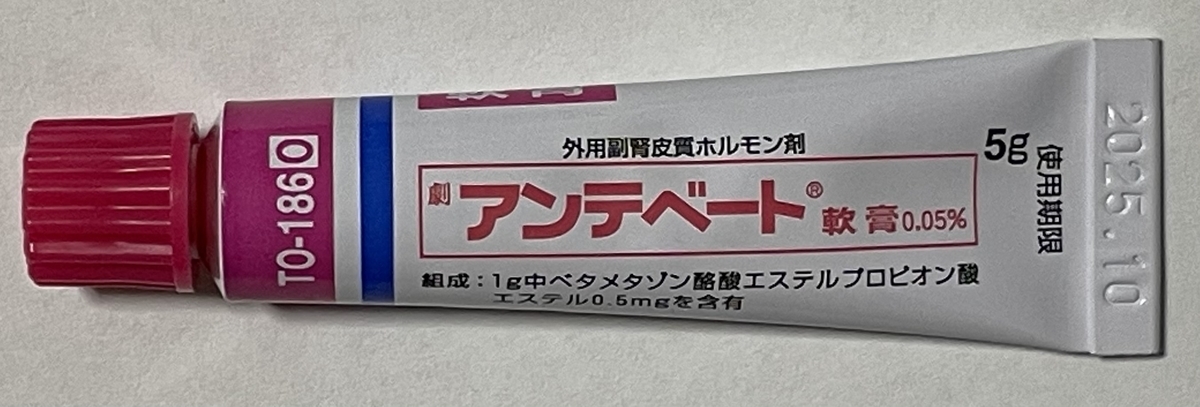 軟膏
外用副腎皮質ホルモン剤
劇 アンテベート® 軟膏0.05%
5g
組成：1g中ベタメタゾン酪酸エステルプロピオン酸
エステル0.5mgを含有
TO-186 O
使用期限
2025.10